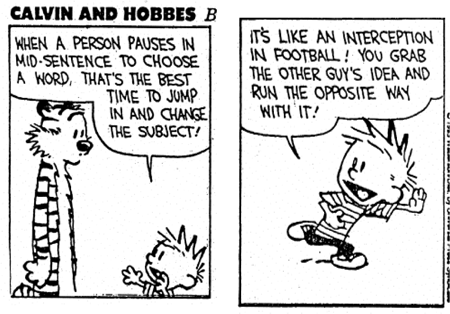 CALVIN AND HOBBES B
WHEN A PERSON PAUSES IN
MID-SENTENCE TO CHOOSE
A WORD, THAT'S THE BEST
TIME TO JUMP
IN AND CHANGE
THE SUBJECT!
IT'S LIKE AN INTERCEPTION
IN FOOTBALL! YOU GRAB
THE OTHER GUY'S IDEA AND
RUN THE OPPOSITE WAY
WITH IT!